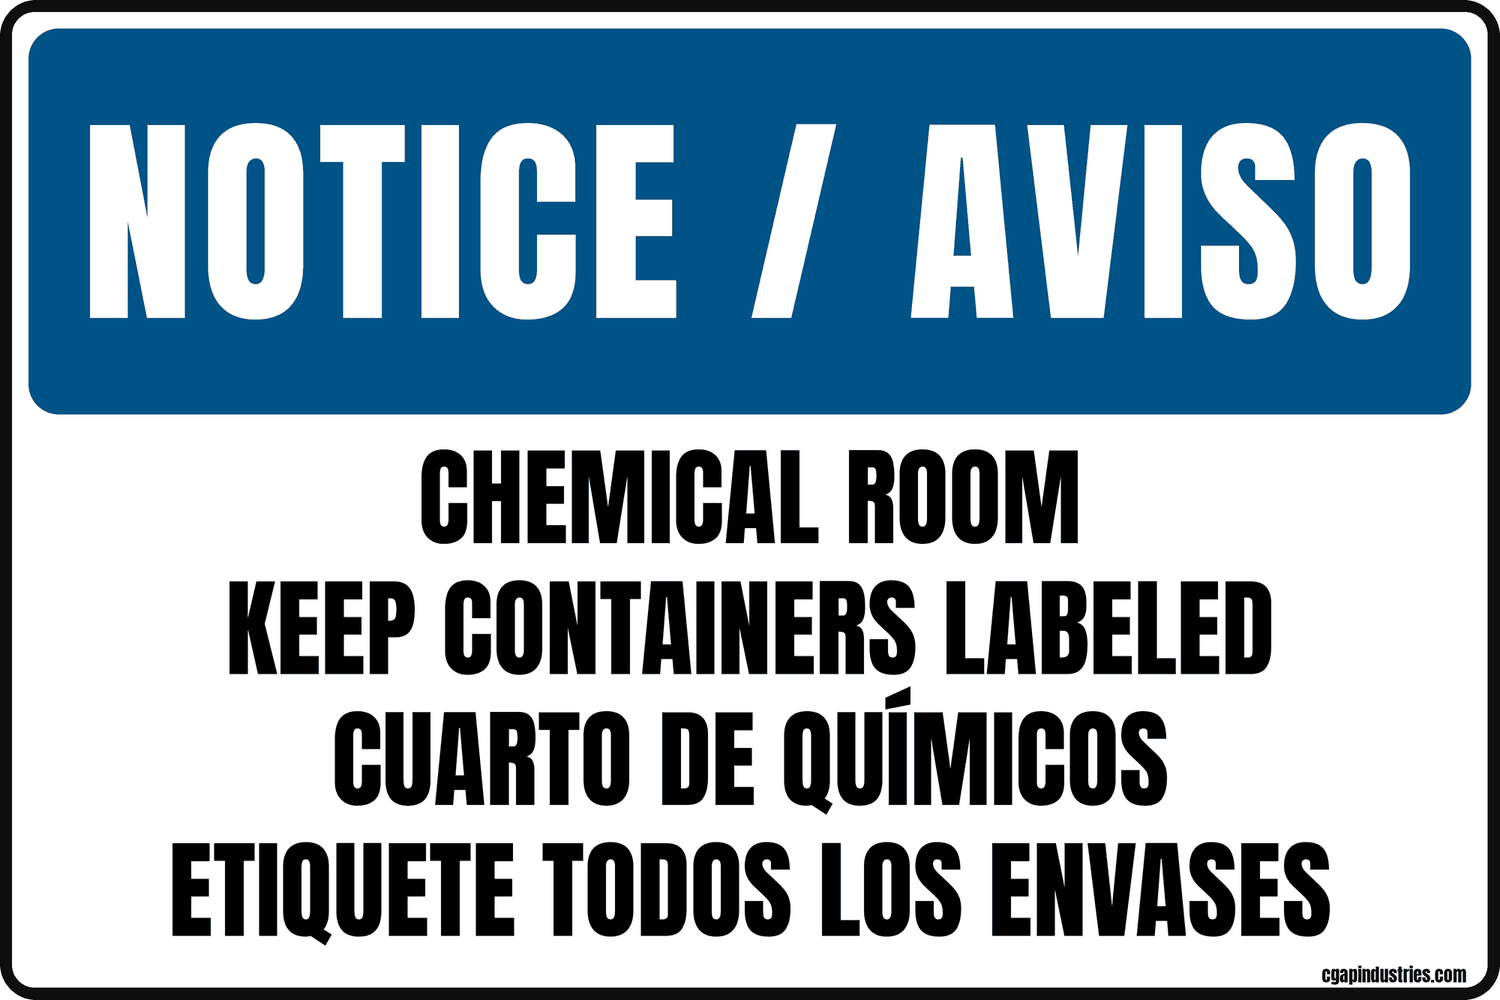 NOTICE / AVISO
CHEMICAL ROOM
KEEP CONTAINERS LABELED
CUARTO DE QUÍMICOS
ETIQUETE TODOS LOS ENVASES
cgapindustries.com